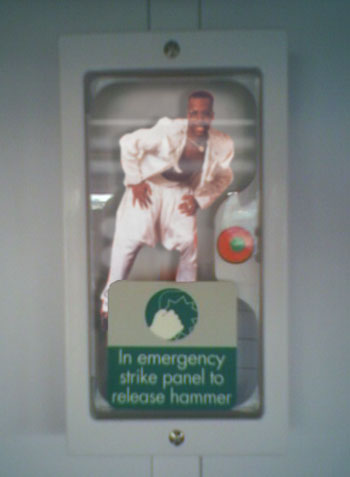 In emergency
strike panel to
release hammer